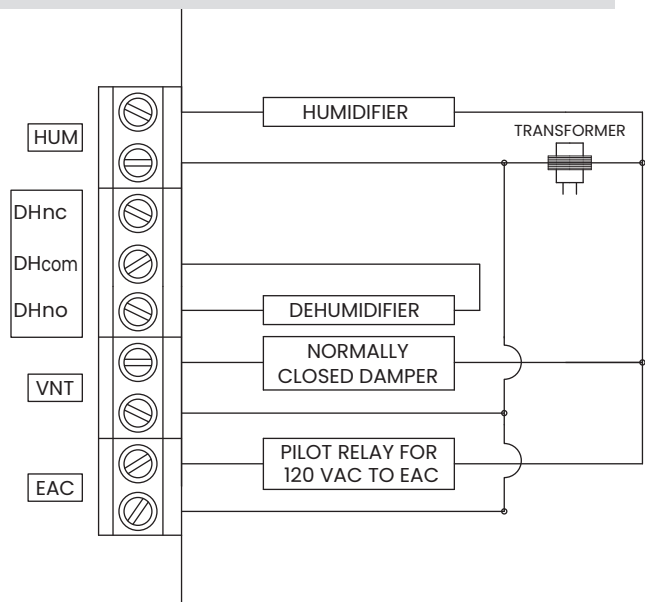 HUMIDIFIER
TRANSFORMER
HUM
DHnc
DHcom
DHno
DEHUMIDIFIER
NORMALLY
CLOSED DAMPER
VNT
PILOT RELAY FOR
120 VAC TO EAC
EAC